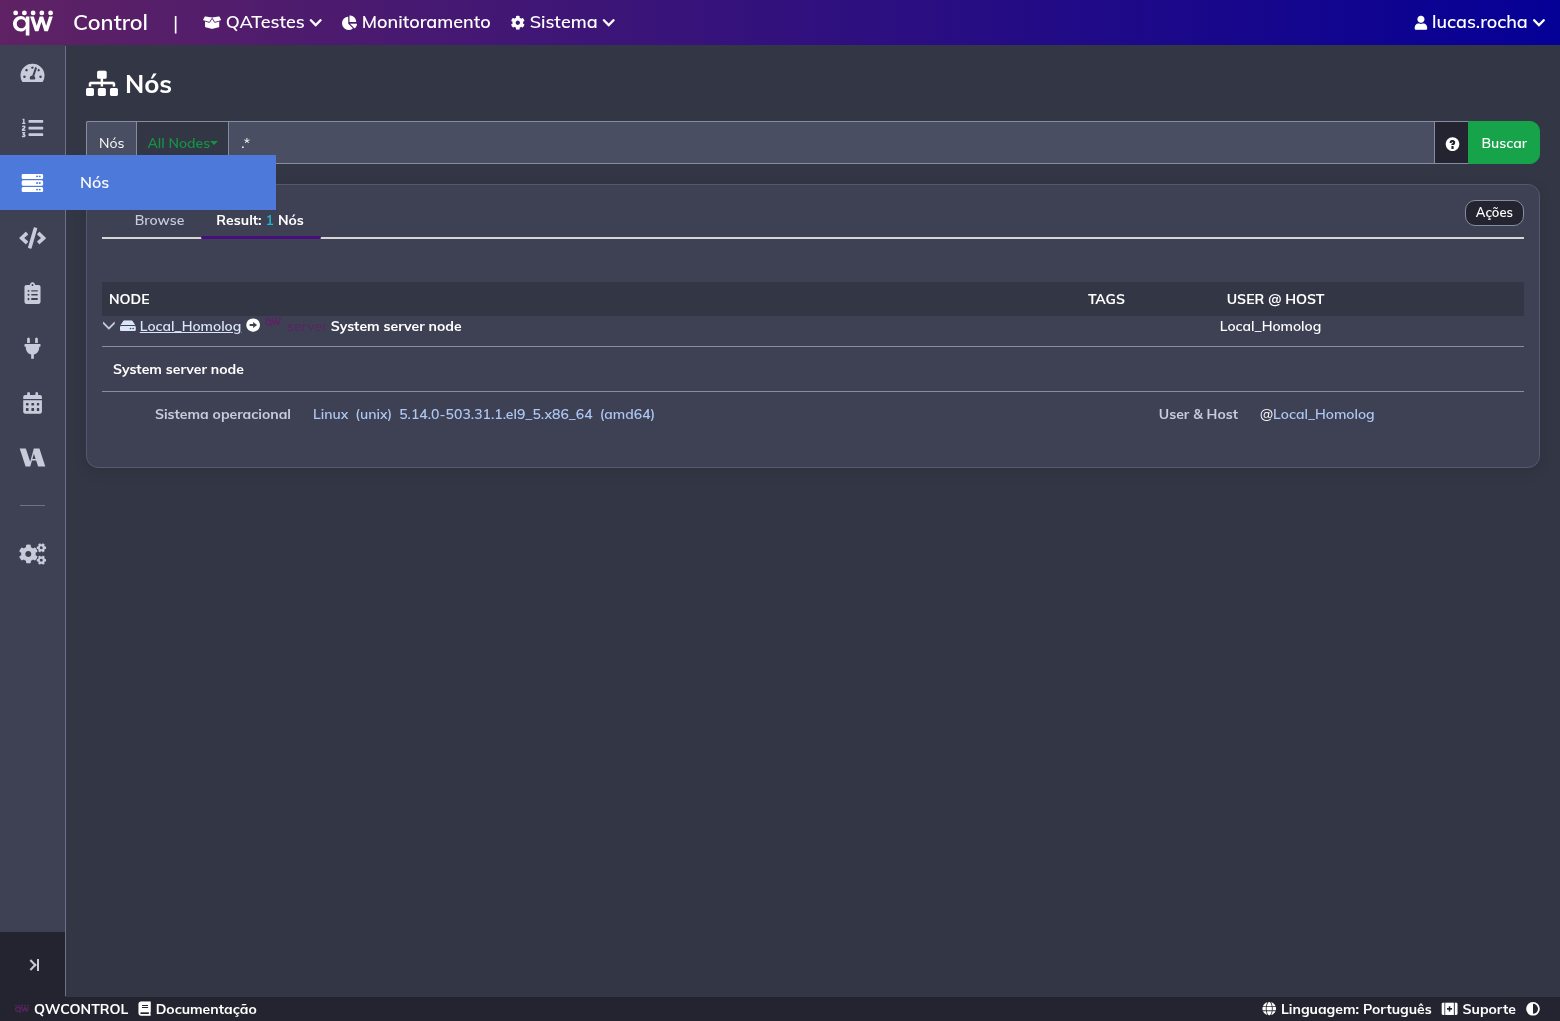 qw Control | QATestes Monitoramento Sistema lucas.rocha
Nós
Nós All Nodes .* Buscar
Nós
Browse Result: 1 Nós Ações
NODE TAGS USER @ HOST
Local_Homolog server System server node Local_Homolog
System server node
Sistema operacional Linux (unix) 5.14.0-503.31.1.el9_5.x86_64 (amd64) User & Host @Local_Homolog
qw QWCONTROL Documentação Linguagem: Português Suporte